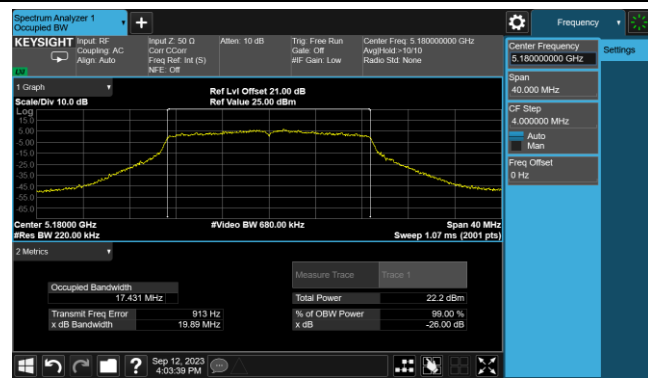 Spectrum Analyzer 1
Occupied BW
+
Frequency
KEYSIGHT
Input: RF
Coupling: AC
Align: Auto
Input Z: 50 Ω
Corr CCorr
Freq Ref: Int (S)
NFE: Off
Atten: 10 dB
Trig: Free Run
Gate: Off
#IF Gain: Low
Center Freq: 5.180000000 GHz
Avg|Hold:>10/10
Radio Std: None
LV
Center Frequency
5.180000000 GHz
Settings
Span
40.000 MHz
CF Step
4.000000 MHz
Auto
Man
Freq Offset
0 Hz
1 Graph
Scale/Div 10.0 dB
Ref Lvl Offset 21.00 dB
Ref Value 25.00 dBm
Log
15.0
5.00
-5.00
-15.0
-25.0
-35.0
-45.0
-55.0
-65.0
Center 5.18000 GHz
#Video BW 680.00 kHz
Span 40 MHz
#Res BW 220.00 kHz
Sweep 1.07 ms (2001 pts)
2 Metrics
Measure Trace
Trace 1
Occupied Bandwidth
17.431 MHz
Total Power
22.2 dBm
Transmit Freq Error
913 Hz
% of OBW Power
99.00 %
x dB Bandwidth
19.89 MHz
x dB
-26.00 dB
?
Sep 12, 2023
4:03:39 PM